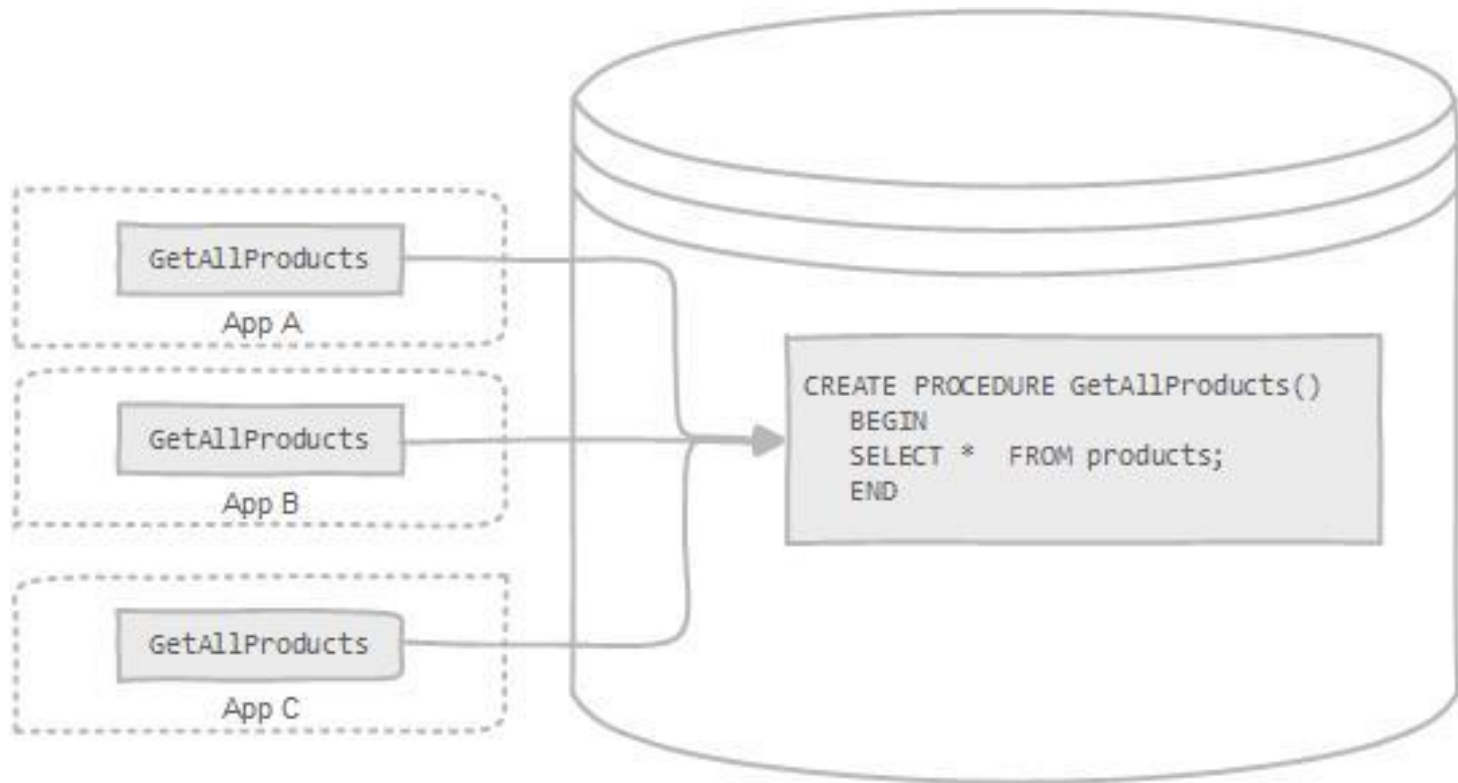 GetAllProducts
App A
GetAllProducts
App B
GetAllProducts
App C
CREATE PROCEDURE GetAllProducts()
BEGIN
SELECT *  FROM products;
END